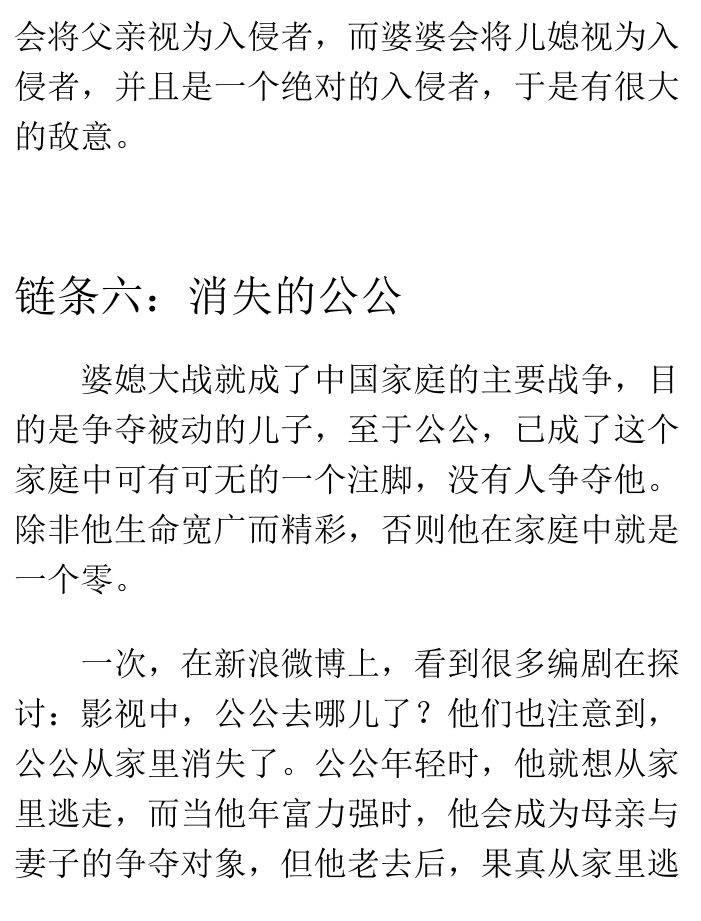 会将父亲视为入侵者，而婆婆会将儿媳视为入
侵者，并且是一个绝对的入侵者，于是有很大
的敌意。
链条六：消失的公公
婆媳大战就成了中国家庭的主要战争，目
的是争夺被动的儿子，至于公公，已成了这个
家庭中可有可无的一个注脚，没有人争夺他。
除非他生命宽广而精彩，否则他在家庭中就是
一个零。
一次，在新浪微博上，看到很多编剧在探
讨：影视中，公公去哪儿了？他们也注意到，
公公从家里消失了。公公年轻时，他就想从家
里逃走，而当他年富力强时，他会成为母亲与
妻子的争夺对象，但他老去后，果真从家里逃